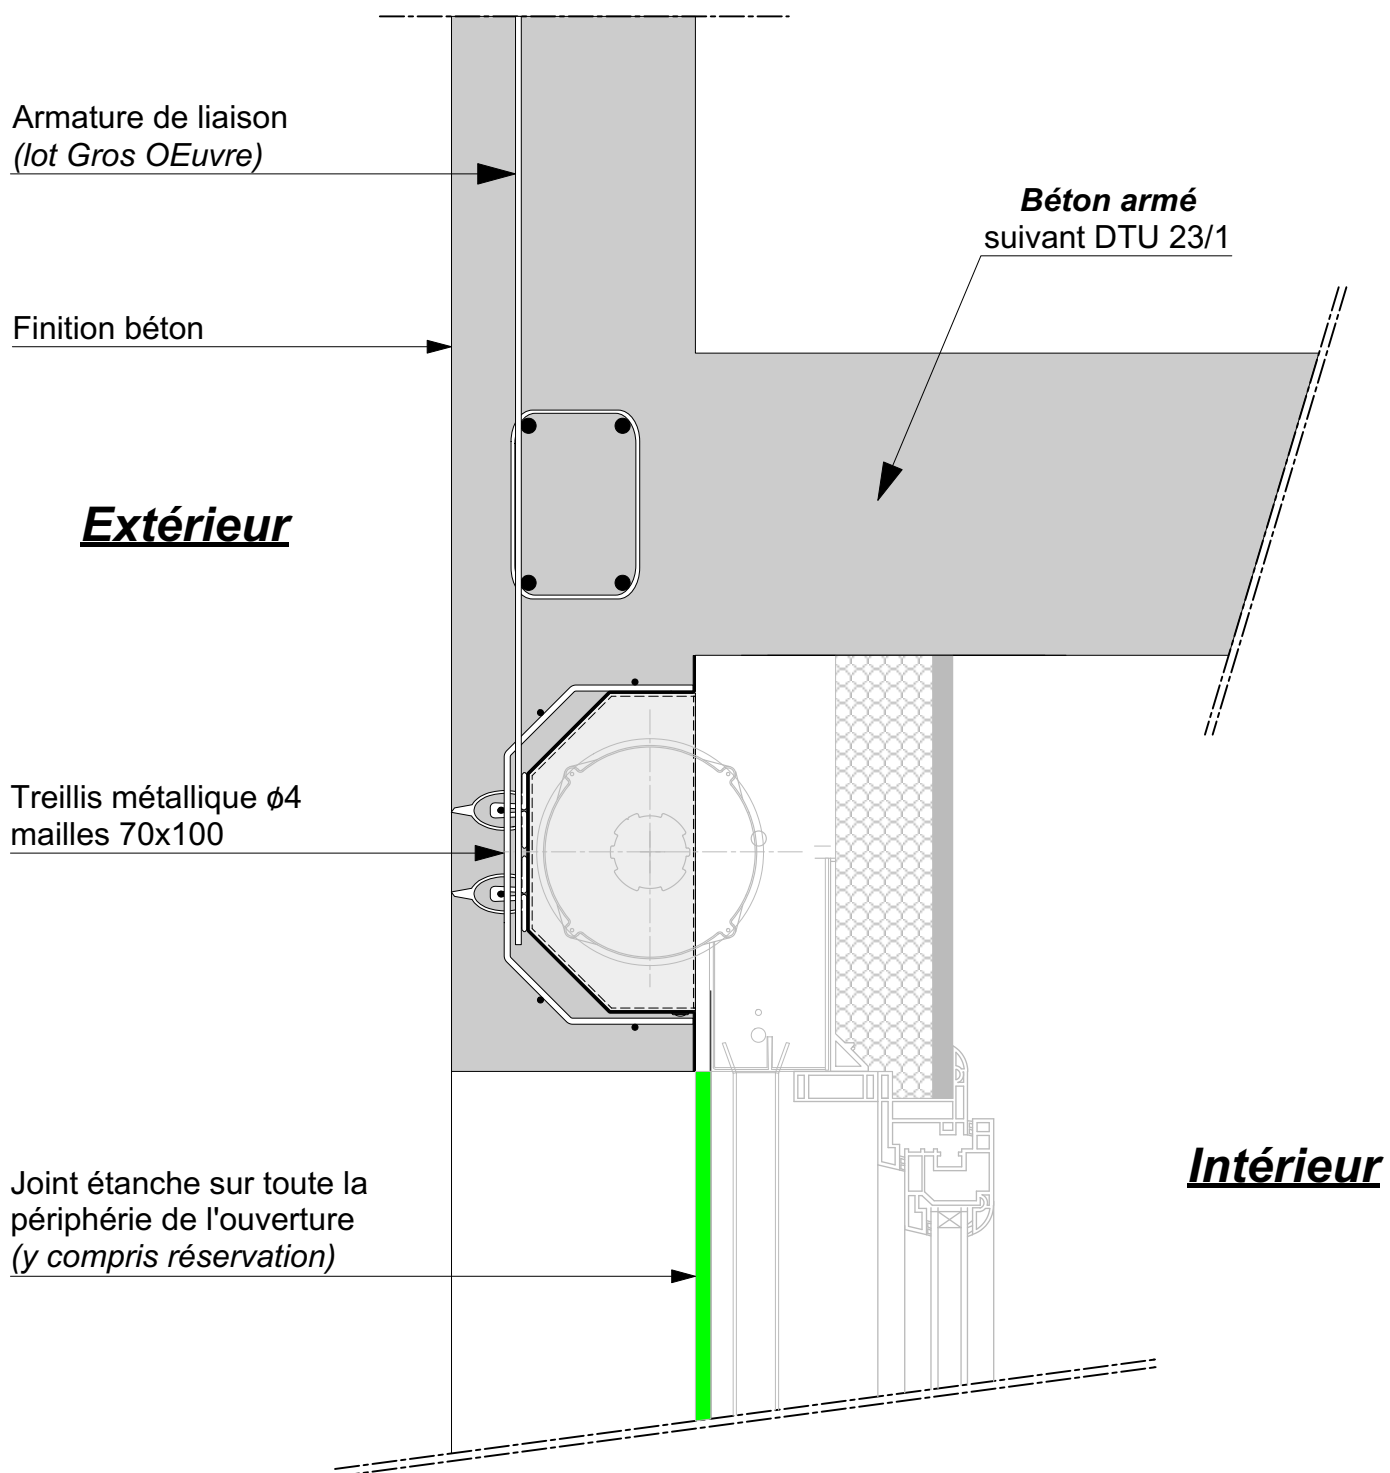 Armature de liaison
(lot Gros OEuvre)
Béton armé
suivant DTU 23/1
Finition béton
Extérieur
Treillis métallique ϕ4
mailles 70x100
Joint étanche sur toute la
périphérie de l'ouverture
(y compris réservation)
Intérieur